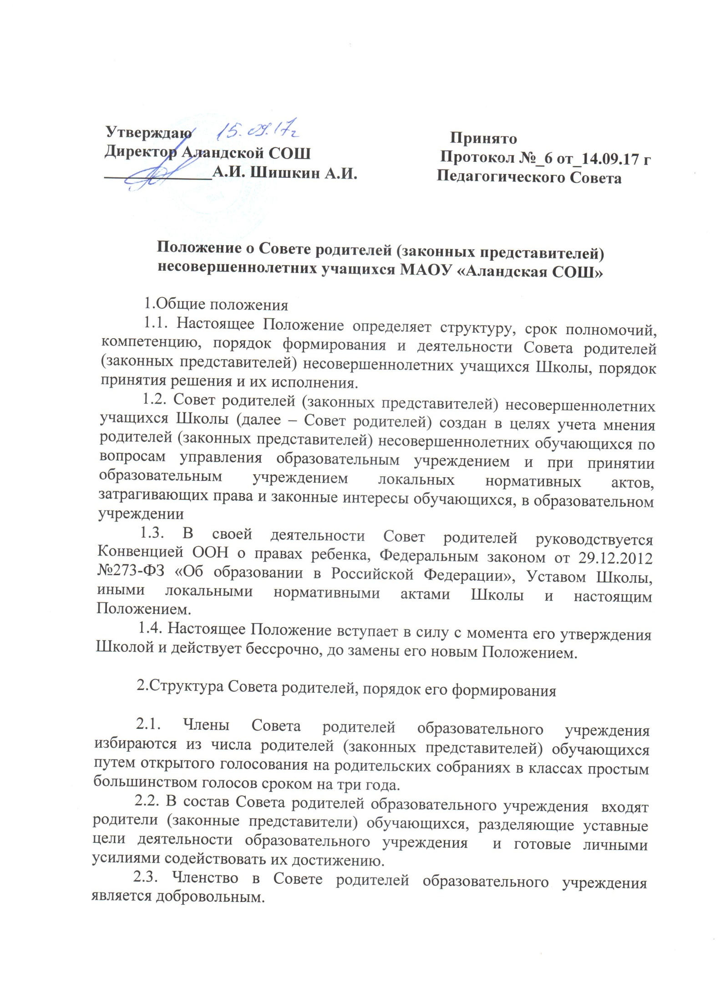 Утверждаю 15.09.17г
Директор Аландской СОШ
_____________А.И. Шишкин А.И.
Принято
Протокол №_6 от_14.09.17 г
Педагогического Совета
Положение о Совете родителей (законных представителей)
несовершеннолетних учащихся МАОУ «Аландская СОШ»
1.Общие положения
1.1. Настоящее Положение определяет структуру, срок полномочий,
компетенцию, порядок формирования и деятельности Совета родителей
(законных представителей) несовершеннолетних учащихся Школы, порядок
принятия решения и их исполнения.
1.2. Совет родителей (законных представителей) несовершеннолетних
учащихся Школы (далее – Совет родителей) создан в целях учета мнения
родителей (законных представителей) несовершеннолетних обучающихся по
вопросам управления образовательным учреждением и при принятии
образовательным учреждением локальных нормативных актов,
затрагивающих права и законные интересы обучающихся, в образовательном
учреждении
1.3. В своей деятельности Совет родителей руководствуется
Конвенцией ООН о правах ребенка, Федеральным законом от 29.12.2012
№273-ФЗ «Об образовании в Российской Федерации», Уставом Школы,
иными локальными нормативными актами Школы и настоящим
Положением.
1.4. Настоящее Положение вступает в силу с момента его утверждения
Школой и действует бессрочно, до замены его новым Положением.
2.Структура Совета родителей, порядок его формирования
2.1. Члены Совета родителей образовательного учреждения
избираются из числа родителей (законных представителей) обучающихся
путем открытого голосования на родительских собраниях в классах простым
большинством голосов сроком на три года.
2.2. В состав Совета родителей образовательного учреждения входят
родители (законные представители) обучающихся, разделяющие уставные
цели деятельности образовательного учреждения и готовые личными
усилиями содействовать их достижению.
2.3. Членство в Совете родителей образовательного учреждения
является добровольным.